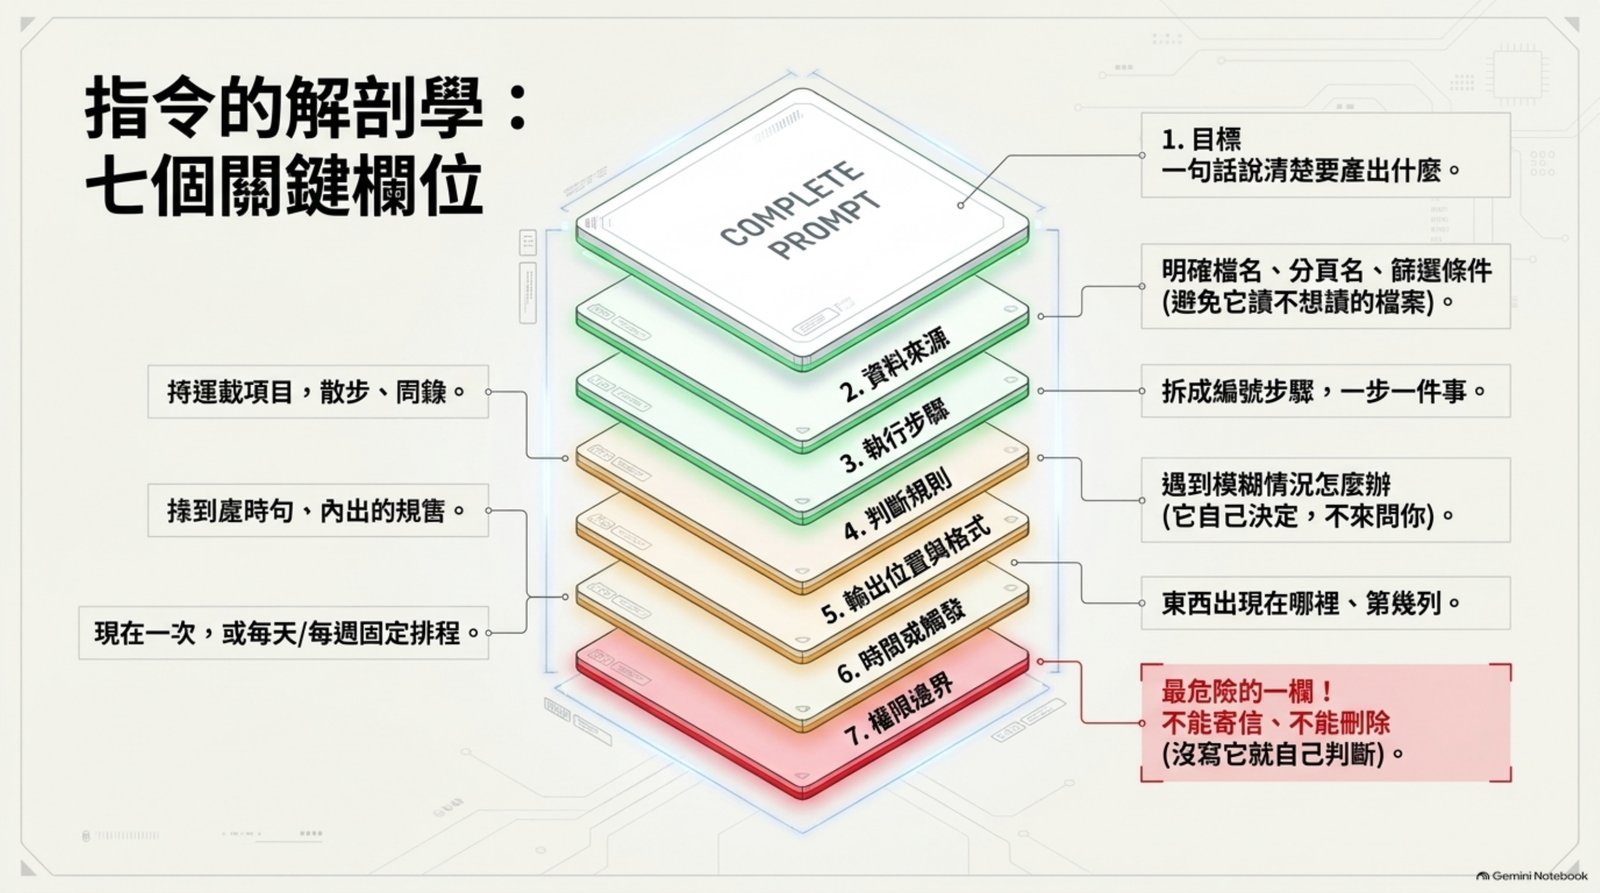 指令的解剖學：
七個關鍵欄位
COMPLETE
PROMPT
1. 目標
一句話說清楚要產出什麼。
2. 資料來源
明確檔名、分頁名、篩選條件
(避免它讀不想讀的檔案)。
3. 執行步驟
拆成編號步驟，一步一件事。
4. 判斷規則
遇到模糊情況怎麼辦
(它自己決定，不來問你)。
5. 輸出位置與格式
東西出現在哪裡、第幾列。
6. 時間或觸發
7. 權限邊界
最危險的一欄！
不能寄信、不能刪除
(沒寫它就自己判斷)。
運載項目，散步、
到處時句、內出的規售。
現在一次，或每天/每週固定排程。
Gemini Notebook